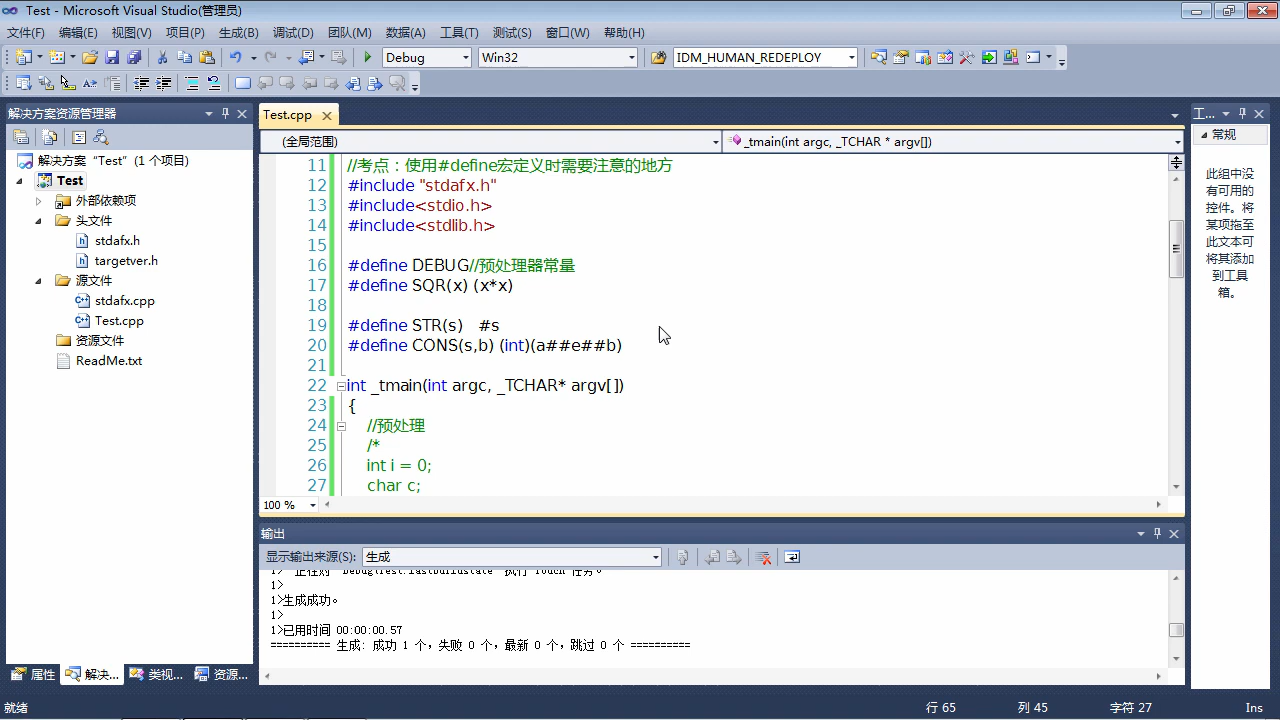 Test - Microsoft Visual Studio(管理员)
文件(F) 编辑(E) 视图(V) 项目(P) 生成(B) 调试(D) 团队(M) 数据(A) 工具(T) 测试(S) 窗口(W) 帮助(H)
Debug Win32 IDM_HUMAN_REDEPLOY
解决方案资源管理器
解决方案 "Test" (1 个项目)
Test
外部依赖项
头文件
stdafx.h
targetver.h
源文件
stdafx.cpp
Test.cpp
资源文件
ReadMe.txt
属性 解决... 类视... 资源...
Test.cpp
(全局范围) _tmain(int argc, _TCHAR * argv[])
11 //考点：使用#define宏定义时需要注意的地方
12 #include "stdafx.h"
13 #include<stdio.h>
14 #include<stdlib.h>
15
16 #define DEBUG//预处理器常量
17 #define SQR(x) (x*x)
18
19 #define STR(s) #s
20 #define CONS(s,b) (int)(a##e##b)
21
22 int _tmain(int argc, _TCHAR* argv[])
23 {
24 //预处理
25 /*
26 int i = 0;
27 char c;
100 %
输出
显示输出来源(S): 生成
1>
1>生成成功。
1>
1>已用时间 00:00:00.57
========== 生成: 成功 1 个，失败 0 个，最新 0 个，跳过 0 个 ==========
工...
常规
此组中没
有可用的
控件。将
某项拖至
此文本可
将其添加
到工具
箱。
就绪 行 65 列 45 字符 27 Ins